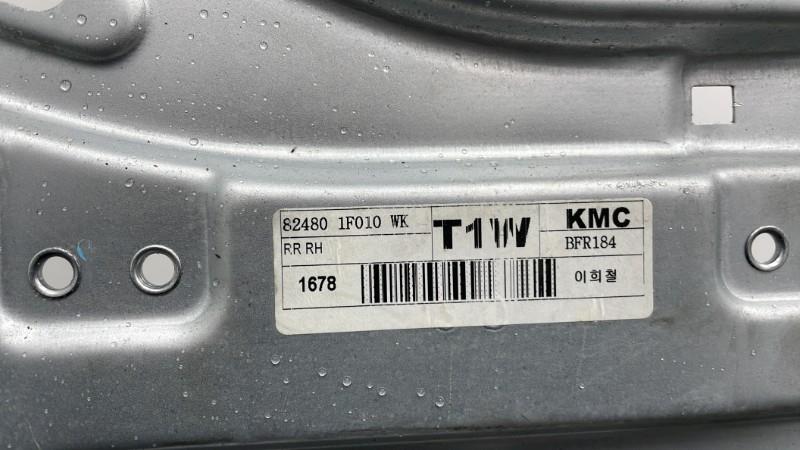 82480 1F010 WK
T1W
KMC
RR RH
BFR184
1678
이희철